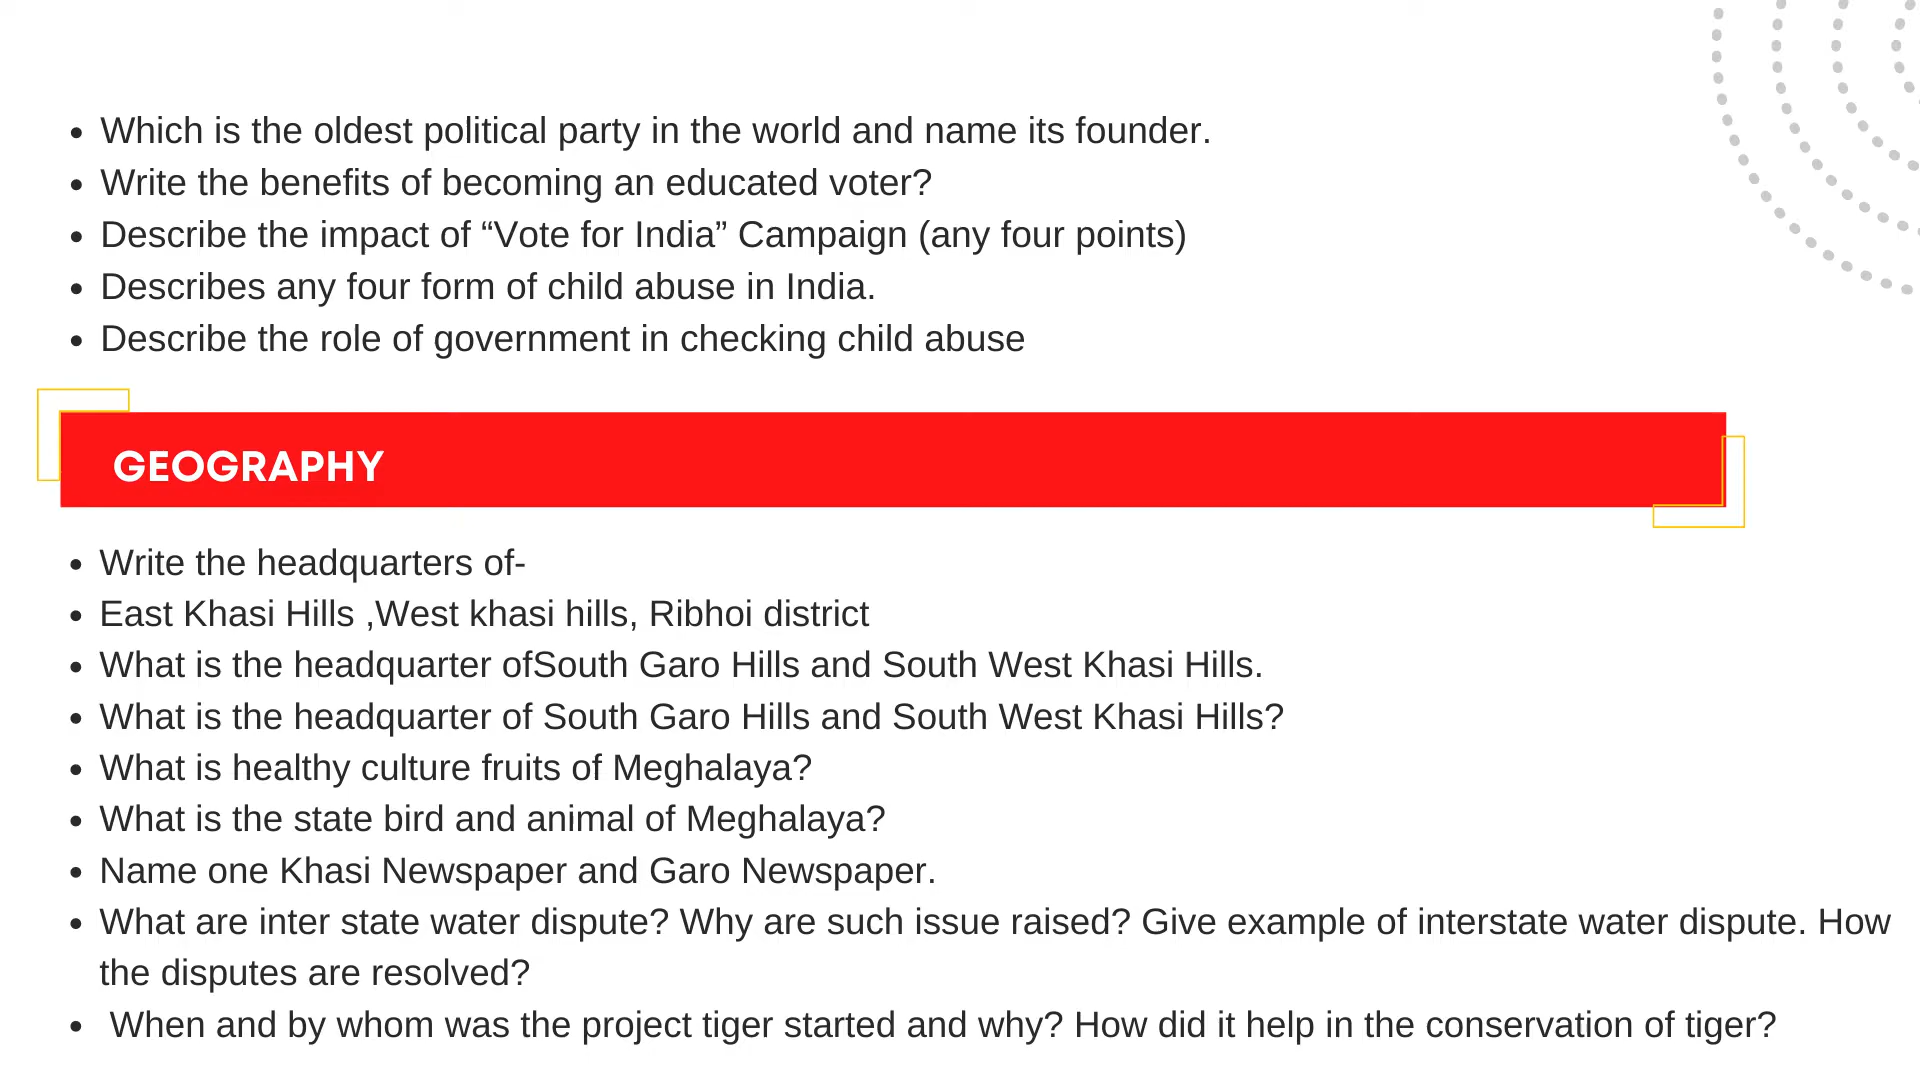 • Which is the oldest political party in the world and name its founder.
• Write the benefits of becoming an educated voter?
• Describe the impact of “Vote for India” Campaign (any four points)
• Describes any four form of child abuse in India.
• Describe the role of government in checking child abuse
GEOGRAPHY
• Write the headquarters of-
• East Khasi Hills ,West khasi hills, Ribhoi district
• What is the headquarter ofSouth Garo Hills and South West Khasi Hills.
• What is the headquarter of South Garo Hills and South West Khasi Hills?
• What is healthy culture fruits of Meghalaya?
• What is the state bird and animal of Meghalaya?
• Name one Khasi Newspaper and Garo Newspaper.
• What are inter state water dispute? Why are such issue raised? Give example of interstate water dispute. How
the disputes are resolved?
• When and by whom was the project tiger started and why? How did it help in the conservation of tiger?